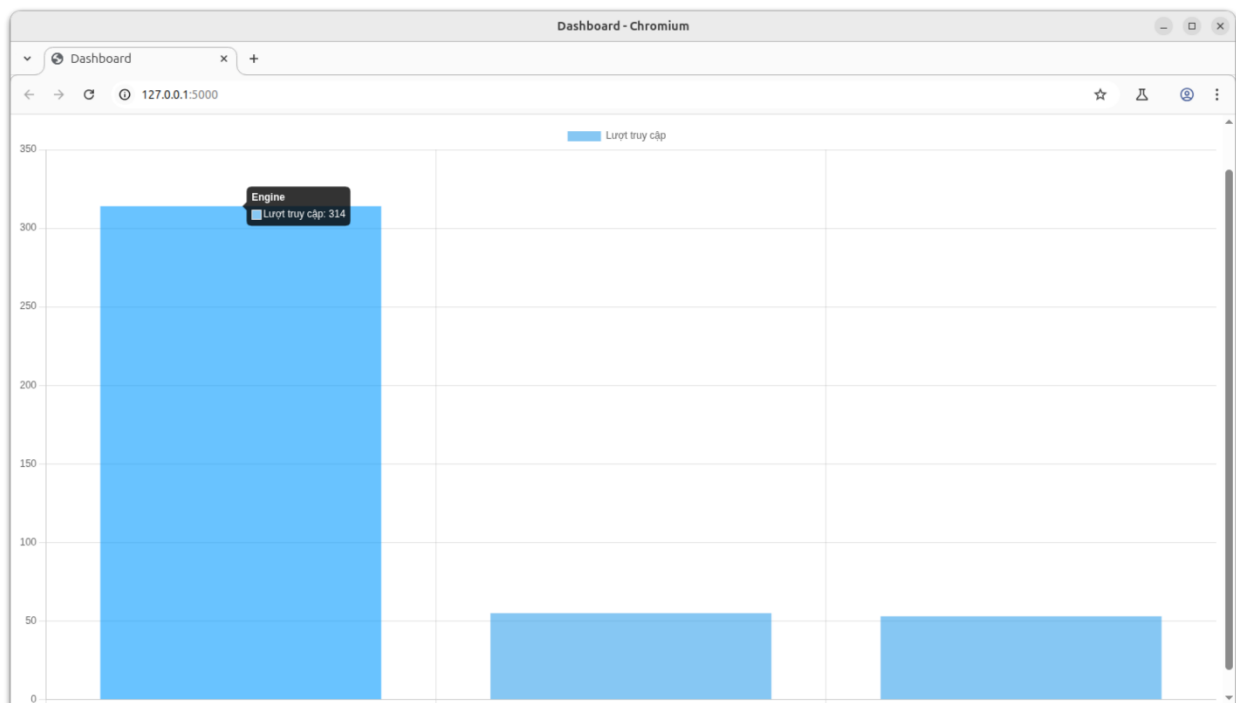 Dashboard - Chromium
Dashboard
127.0.0.1:5000
Lượt truy cập
350
Engine
Lượt truy cập: 314
300
250
200
150
100
50
0